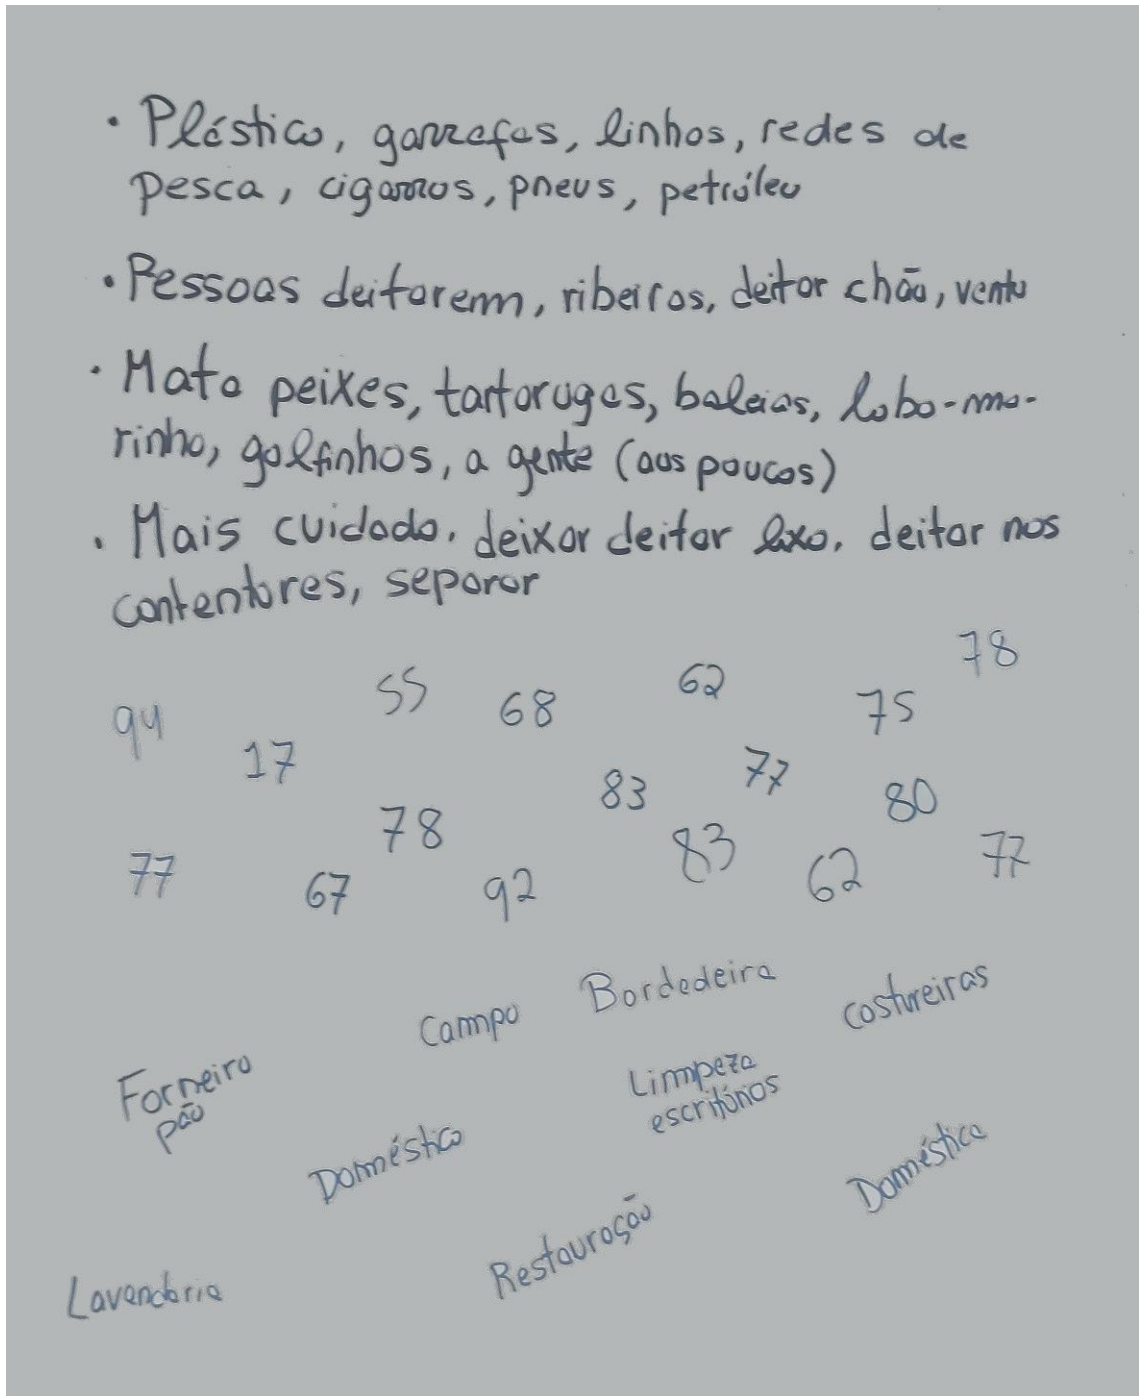 • Plástico, garrafas, linhos, redes de
pesca, cigarros, pneus, petróleo
• Pessoas deitarem, ribeiros, deitar chão, vento
• Mata peixes, tartarugas, baleias, lobo-ma-
rinho, golfinhos, a gente (aos poucos)
• Mais cuidado, deixar deitar lixo, deitar nos
contentores, separar
78
55 62
94 68 75
17 77
83 80
78
77 67 92 83 62 77
Bordadeira
Campo costureiras
Forneiro
pão
Limpeza
escritórios
Doméstica Doméstica
Restauração
Lavandaria